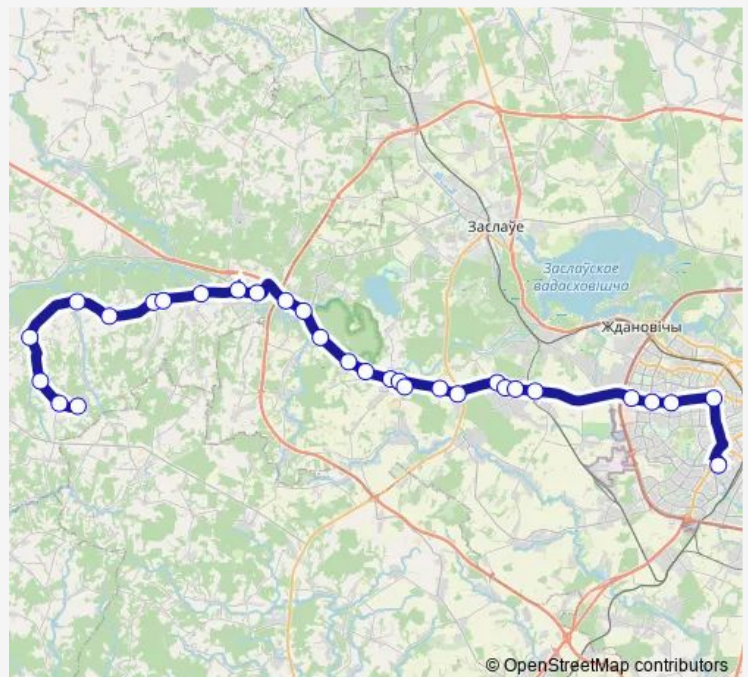 Заслаўе
Заслаўскае
вадасховішча
Ждановічы
© OpenStreetMap contributors